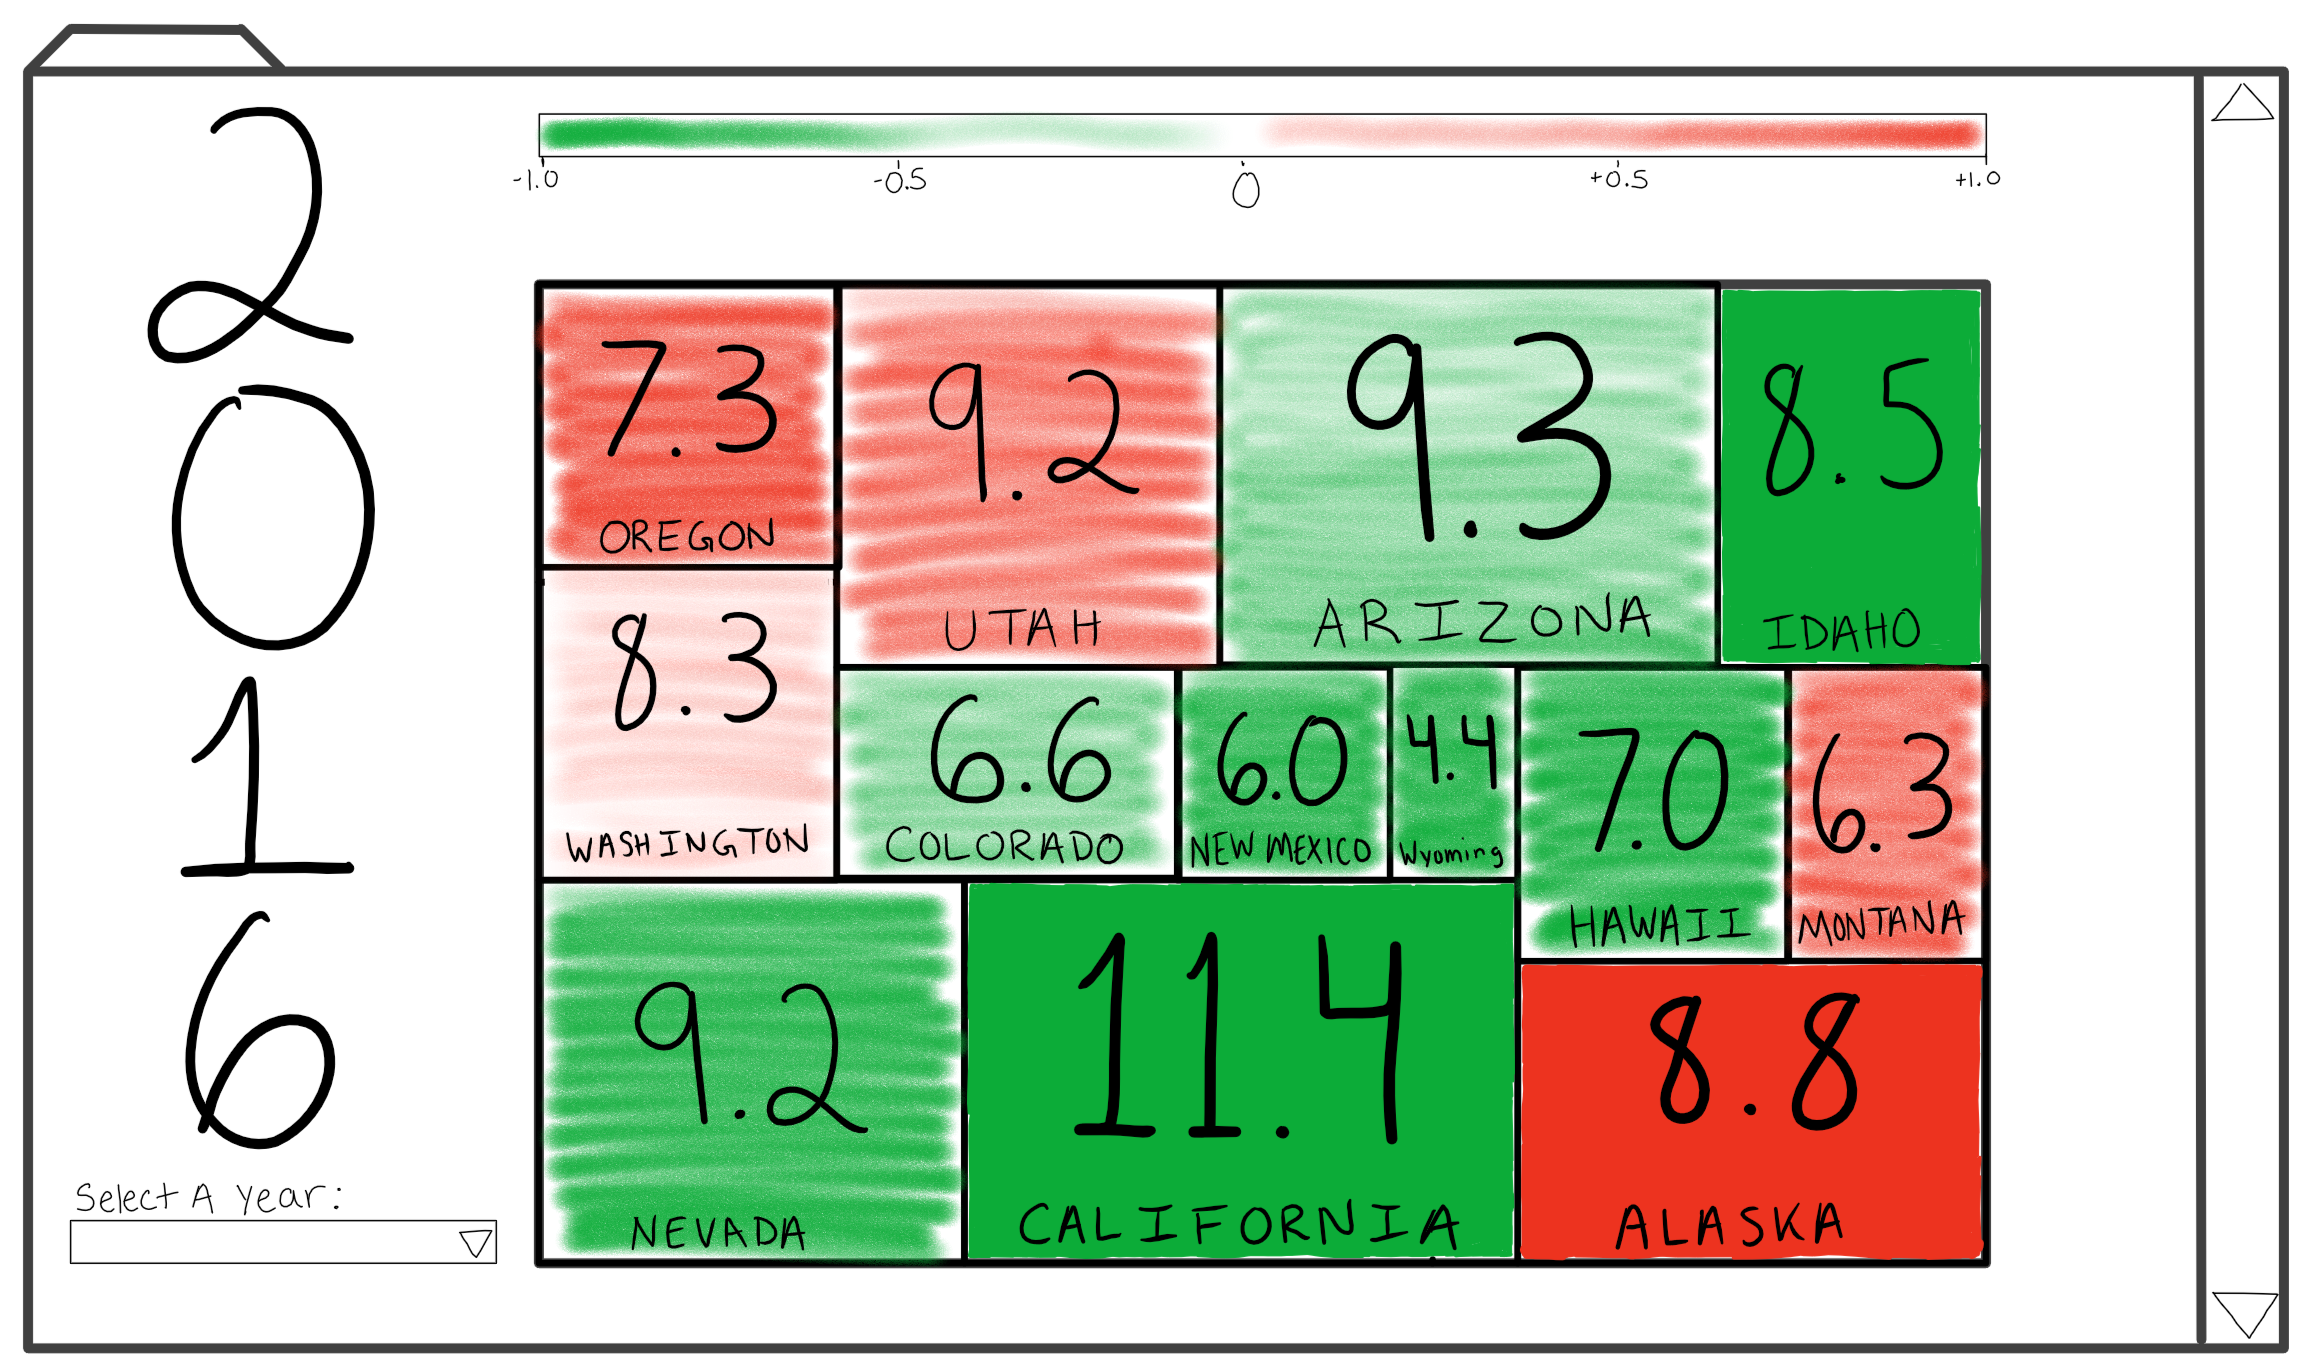 2016
Select A Year:
-1.0 -0.5 0 +0.5 +1.0
7.3
OREGON
9.2
UTAH
9.3
ARIZONA
8.5
IDAHO
8.3
WASHINGTON
6.6
COLORADO
6.0
NEW MEXICO
4.4
Wyoming
7.0
HAWAII
6.3
MONTANA
9.2
NEVADA
11.4
CALIFORNIA
8.8
ALASKA